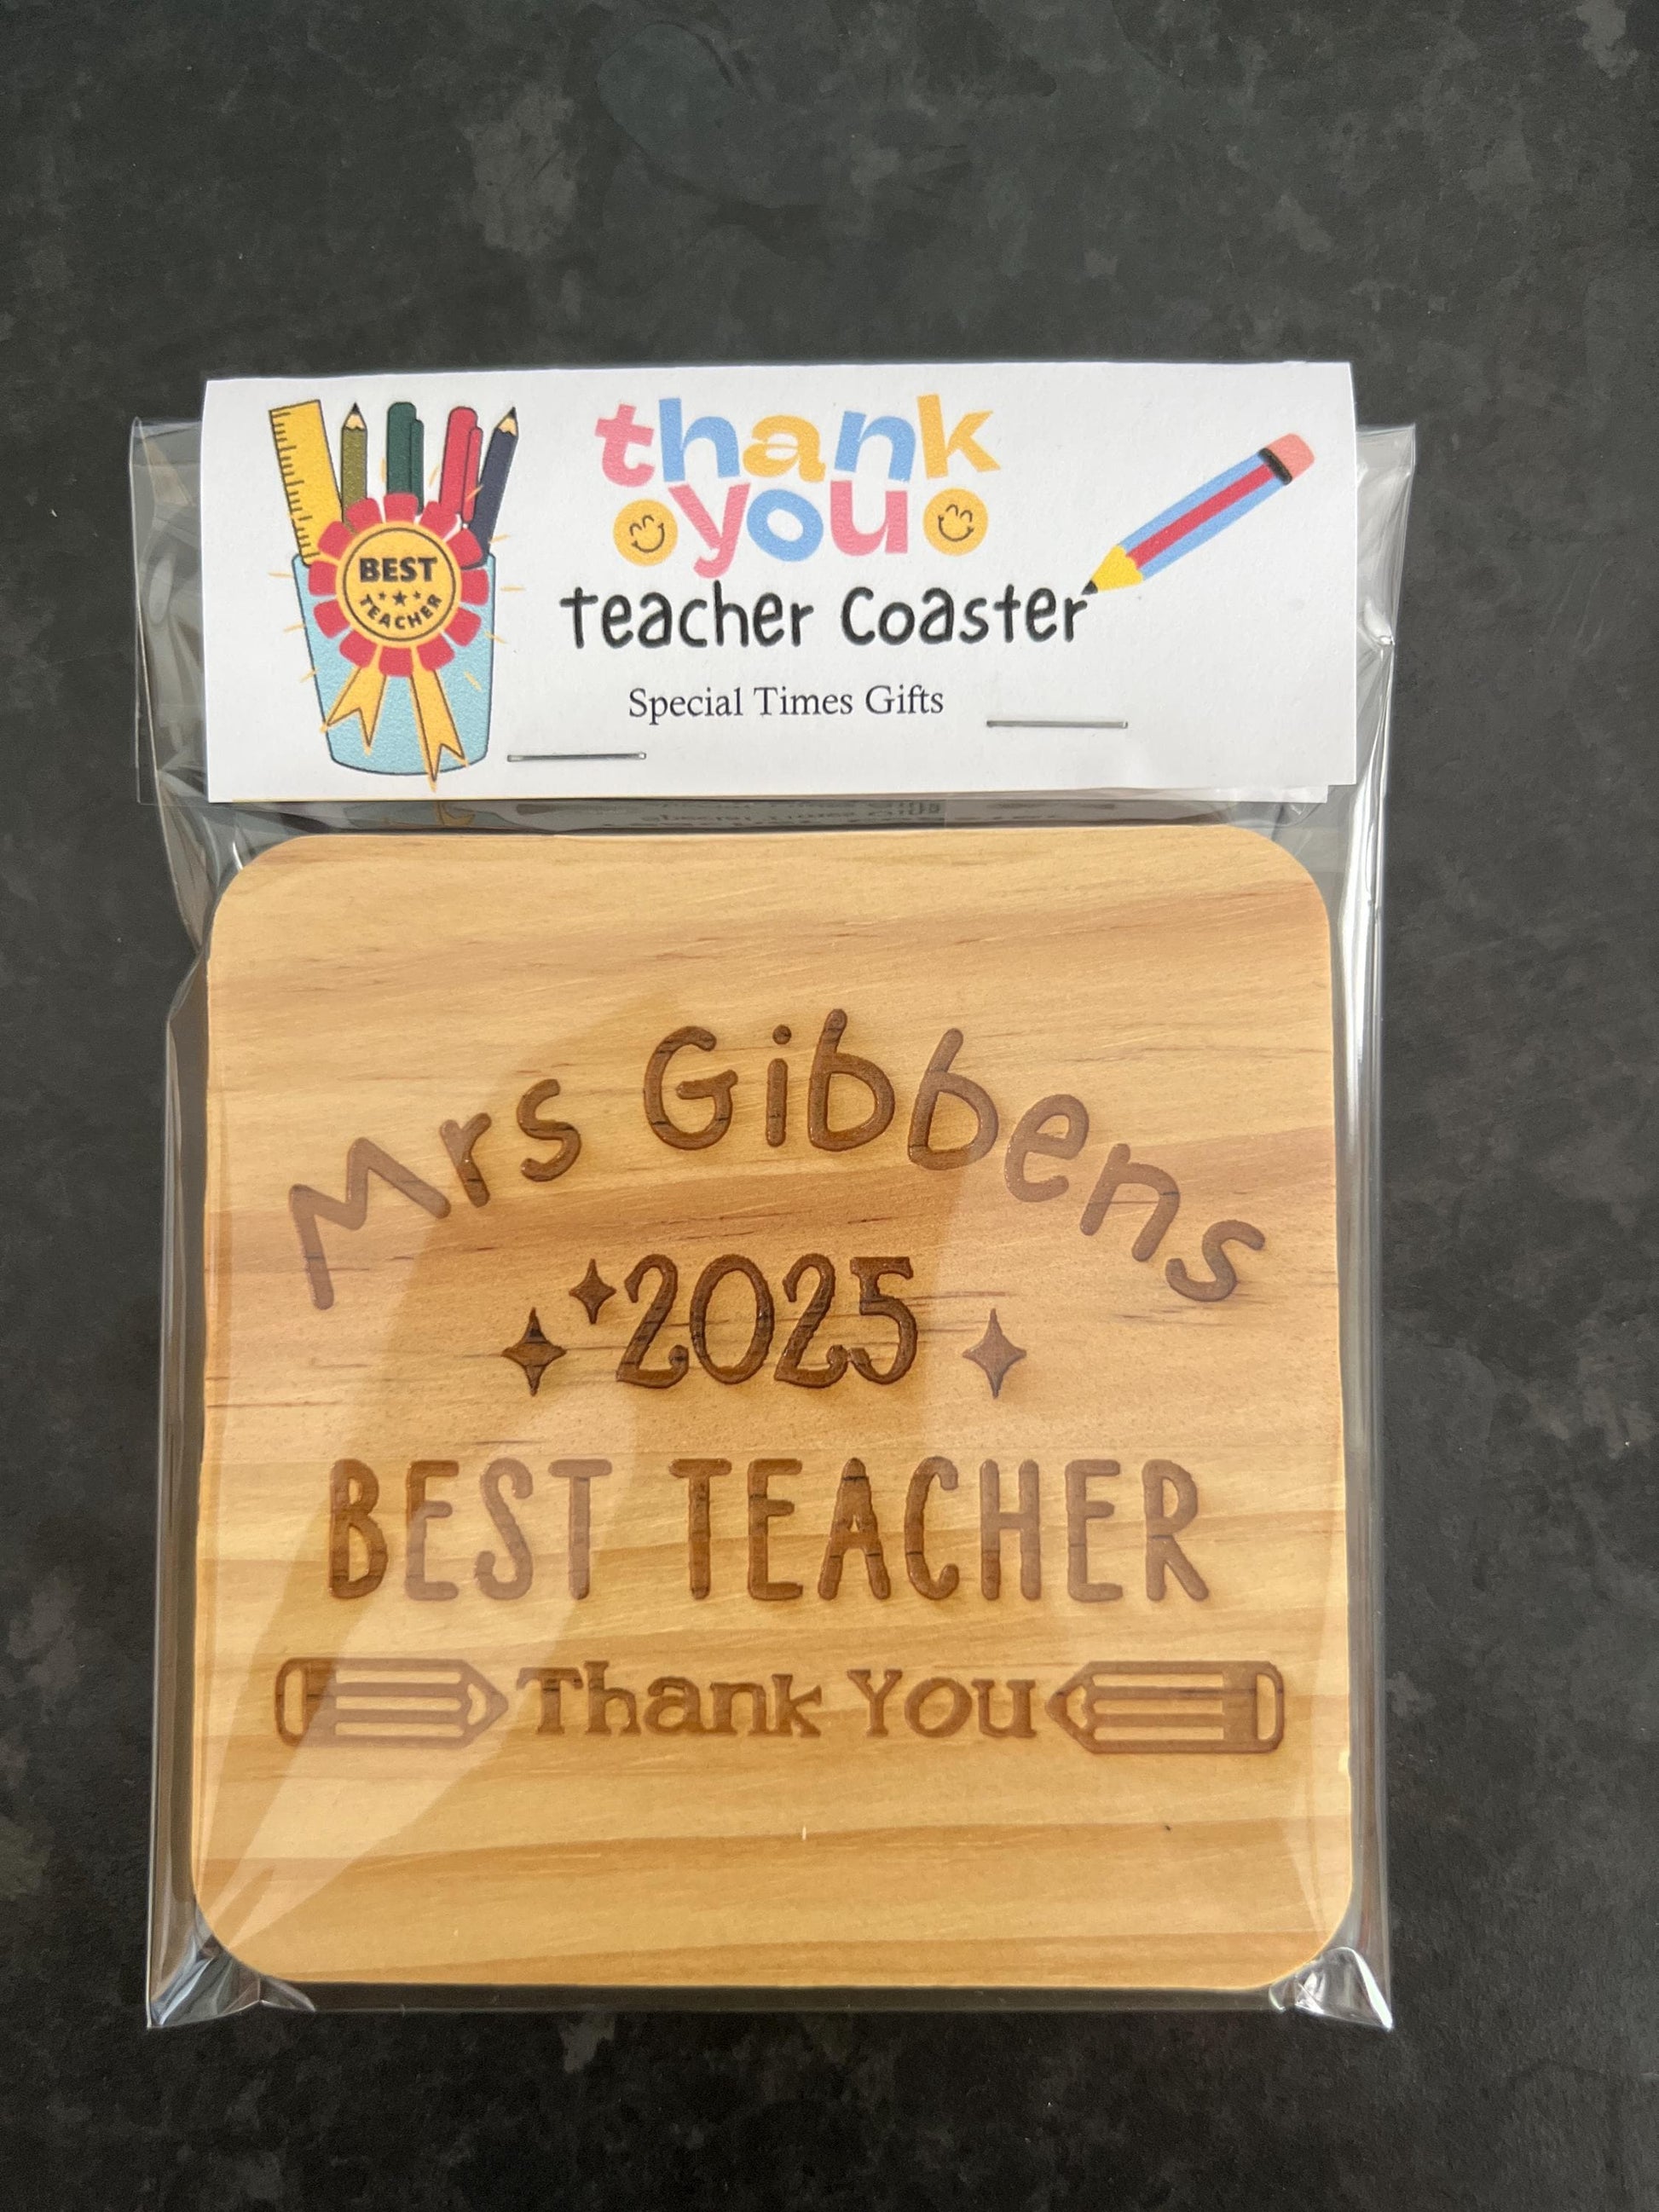 thank
you
BEST
TEACHER
Teacher Coaster
Special Times Gifts
Mrs Gibbens
2025
BEST TEACHER
Thank You